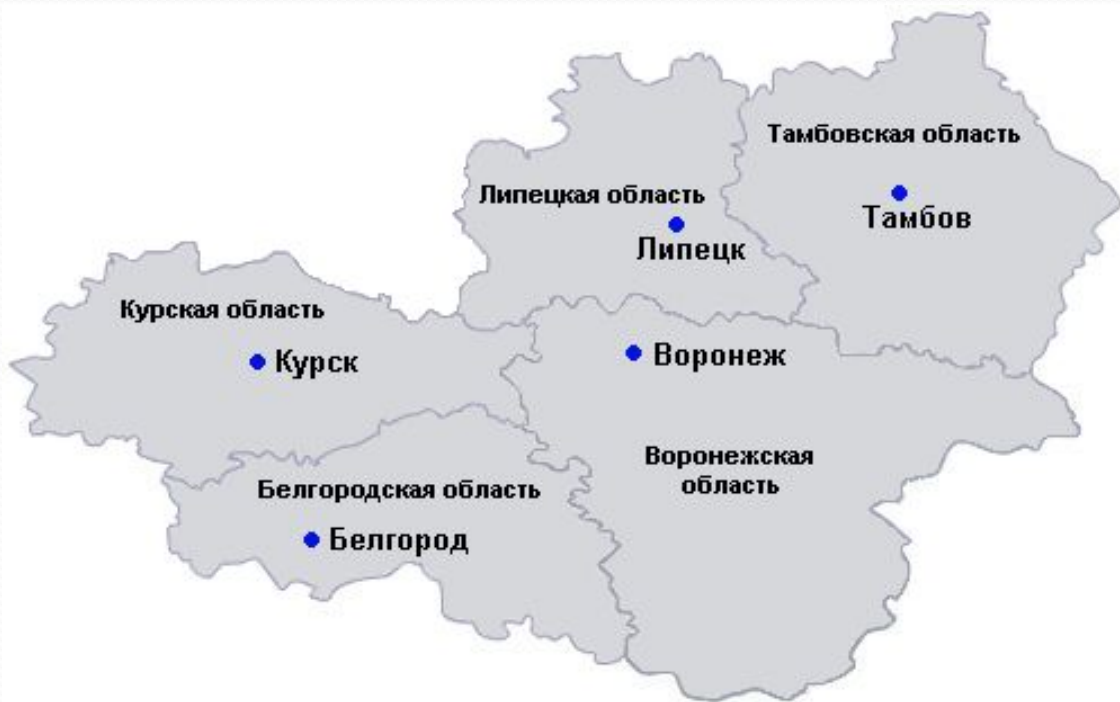 Тамбовская область
Тамбов
Липецкая область
Липецк
Курская область
Курск
Воронеж
Воронежская
область
Белгородская область
Белгород